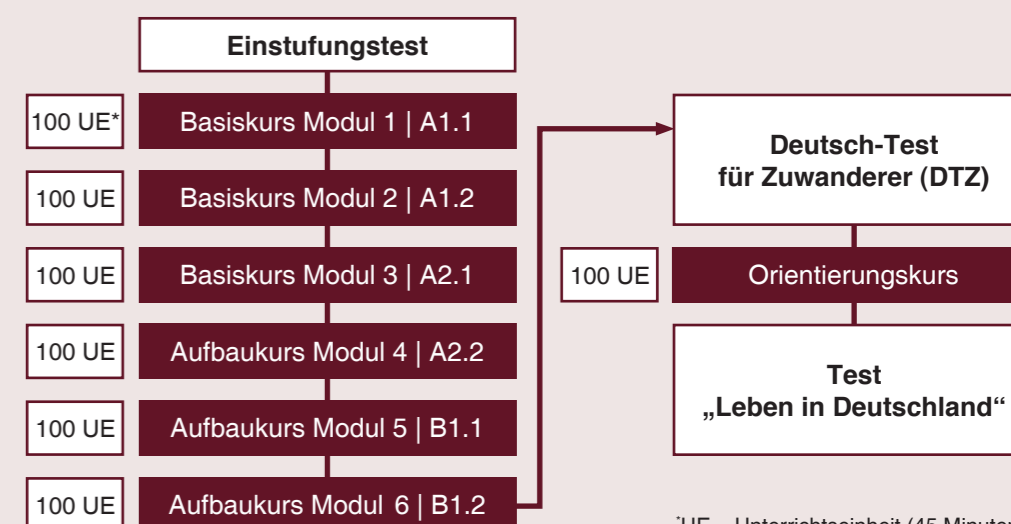 Einstufungstest
100 UE*
Basiskurs Modul 1 | A1.1
100 UE
Basiskurs Modul 2 | A1.2
100 UE
Basiskurs Modul 3 | A2.1
100 UE
Aufbaukurs Modul 4 | A2.2
100 UE
Aufbaukurs Modul 5 | B1.1
100 UE
Aufbaukurs Modul 6 | B1.2
Deutsch-Test
für Zuwanderer (DTZ)
100 UE
Orientierungskurs
Test
„Leben in Deutschland“
*UE = Unterrichtseinheit (45 Minuten